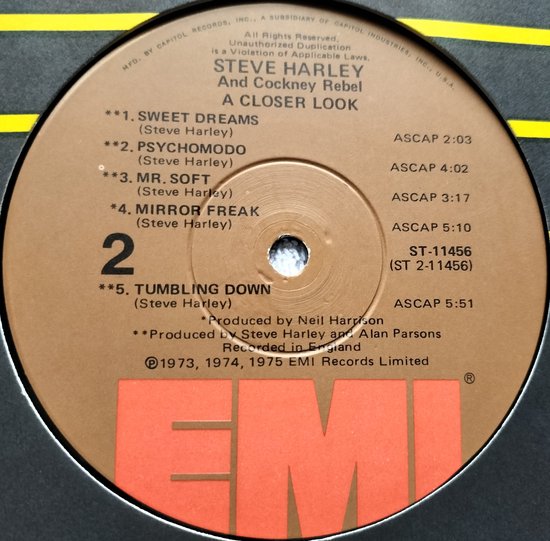 MFD. BY CAPITOL RECORDS, INC., A SUBSIDIARY OF CAPITOL INDUSTRIES, INC., U.S.A.
All Rights Reserved.
Unauthorized Duplication
is a Violation of Applicable Laws.
STEVE HARLEY
And Cockney Rebel
A CLOSER LOOK
**1. SWEET DREAMS
(Steve Harley) ASCAP 2:03
**2. PSYCHOMODO
(Steve Harley) ASCAP 4:02
**3. MR. SOFT
(Steve Harley) ASCAP 3:17
*4. MIRROR FREAK
(Steve Harley) ASCAP 5:10
2
ST-11456
(ST 2-11456)
**5. TUMBLING DOWN
(Steve Harley) ASCAP 5:51
*Produced by Neil Harrison
**Produced by Steve Harley and Alan Parsons
Recorded in England
℗1973, 1974, 1975 EMI Records Limited
EMI®